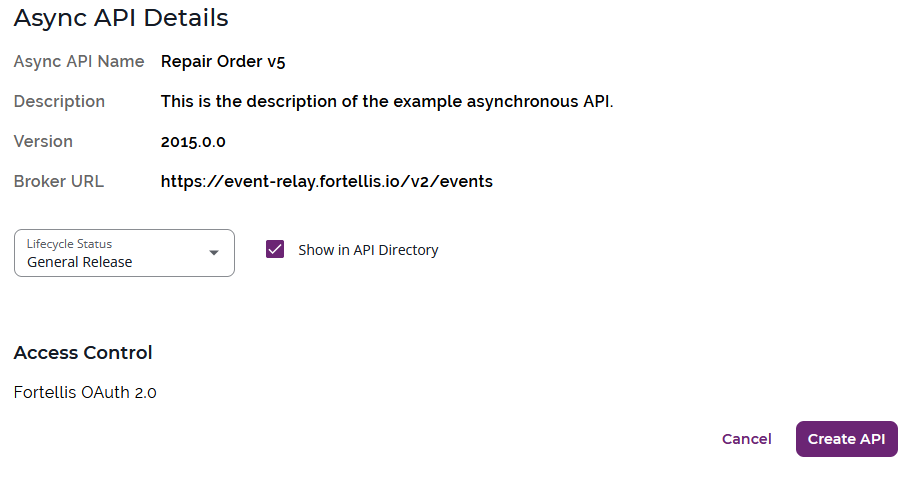 Async API Details
Async API Name Repair Order v5
Description This is the description of the example asynchronous API.
Version 2015.0.0
Broker URL https://event-relay.fortellis.io/v2/events
Lifecycle Status
General Release
Show in API Directory
Access Control
Fortellis OAuth 2.0
Cancel Create API